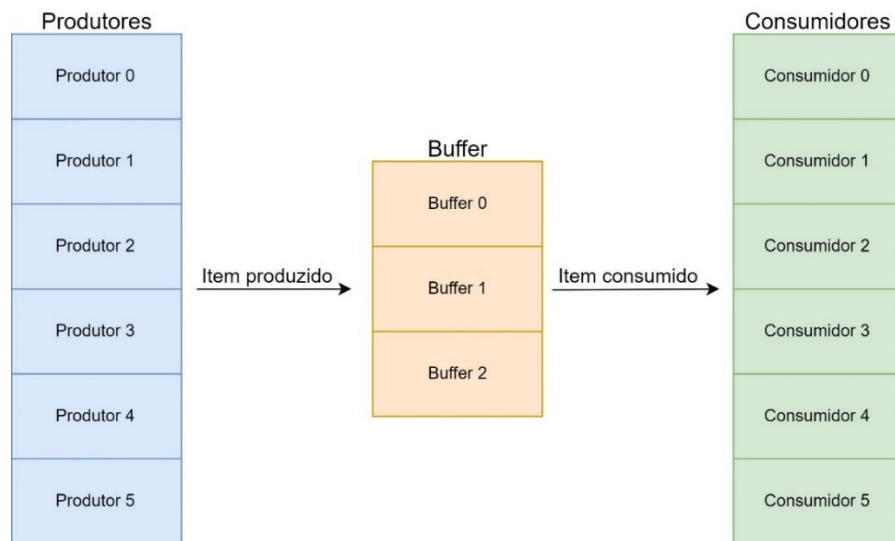 Produtores
Produtor 0
Produtor 1
Produtor 2
Produtor 3
Produtor 4
Produtor 5
Item produzido
Buffer
Buffer 0
Buffer 1
Buffer 2
Item consumido
Consumidores
Consumidor 0
Consumidor 1
Consumidor 2
Consumidor 3
Consumidor 4
Consumidor 5